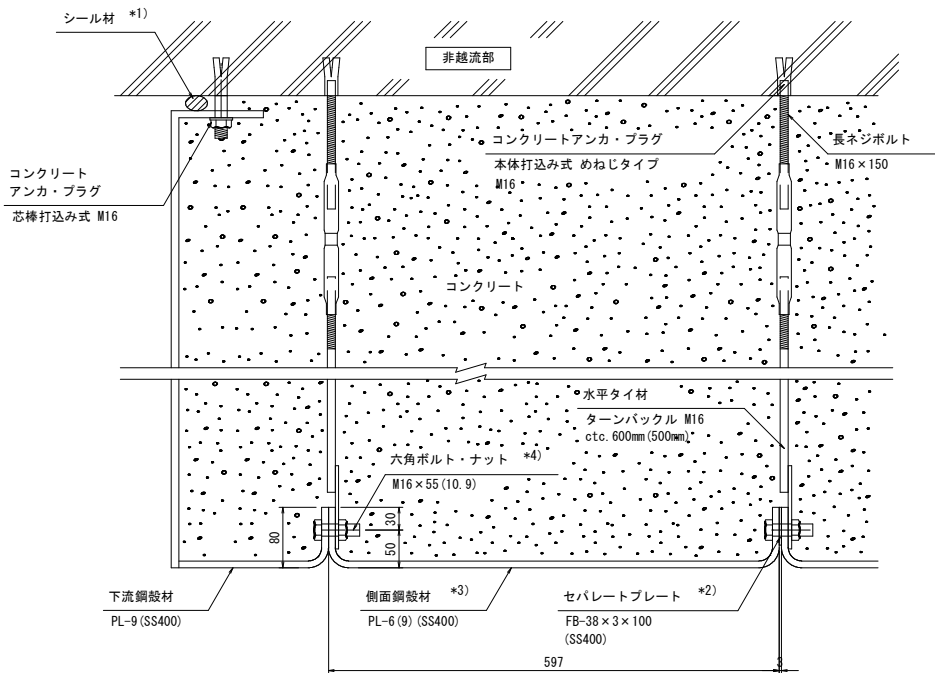 シール材 *1)
非越流部
コンクリート
アンカ・プラグ
芯棒打込み式 M16
コンクリートアンカ・プラグ
本体打込み式 めねじタイプ
M16
長ネジボルト
M16×150
コンクリート
水平タイ材
ターンバックル M16
ctc.600mm(500mm)
六角ボルト・ナット *4)
M16×55(10.9)
80
30
50
下流鋼殻材
PL-9(SS400)
側面鋼殻材 *3)
PL-6(9)(SS400)
セパレートプレート *2)
FB-38×3×100
(SS400)
597
3